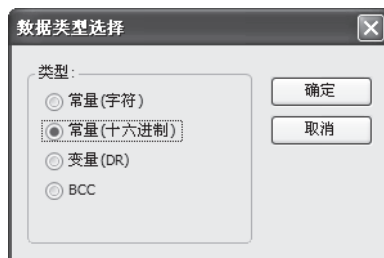 数据类型选择
类型:
常量(字符)
常量(十六进制)
变量(DR)
BCC
确定
取消